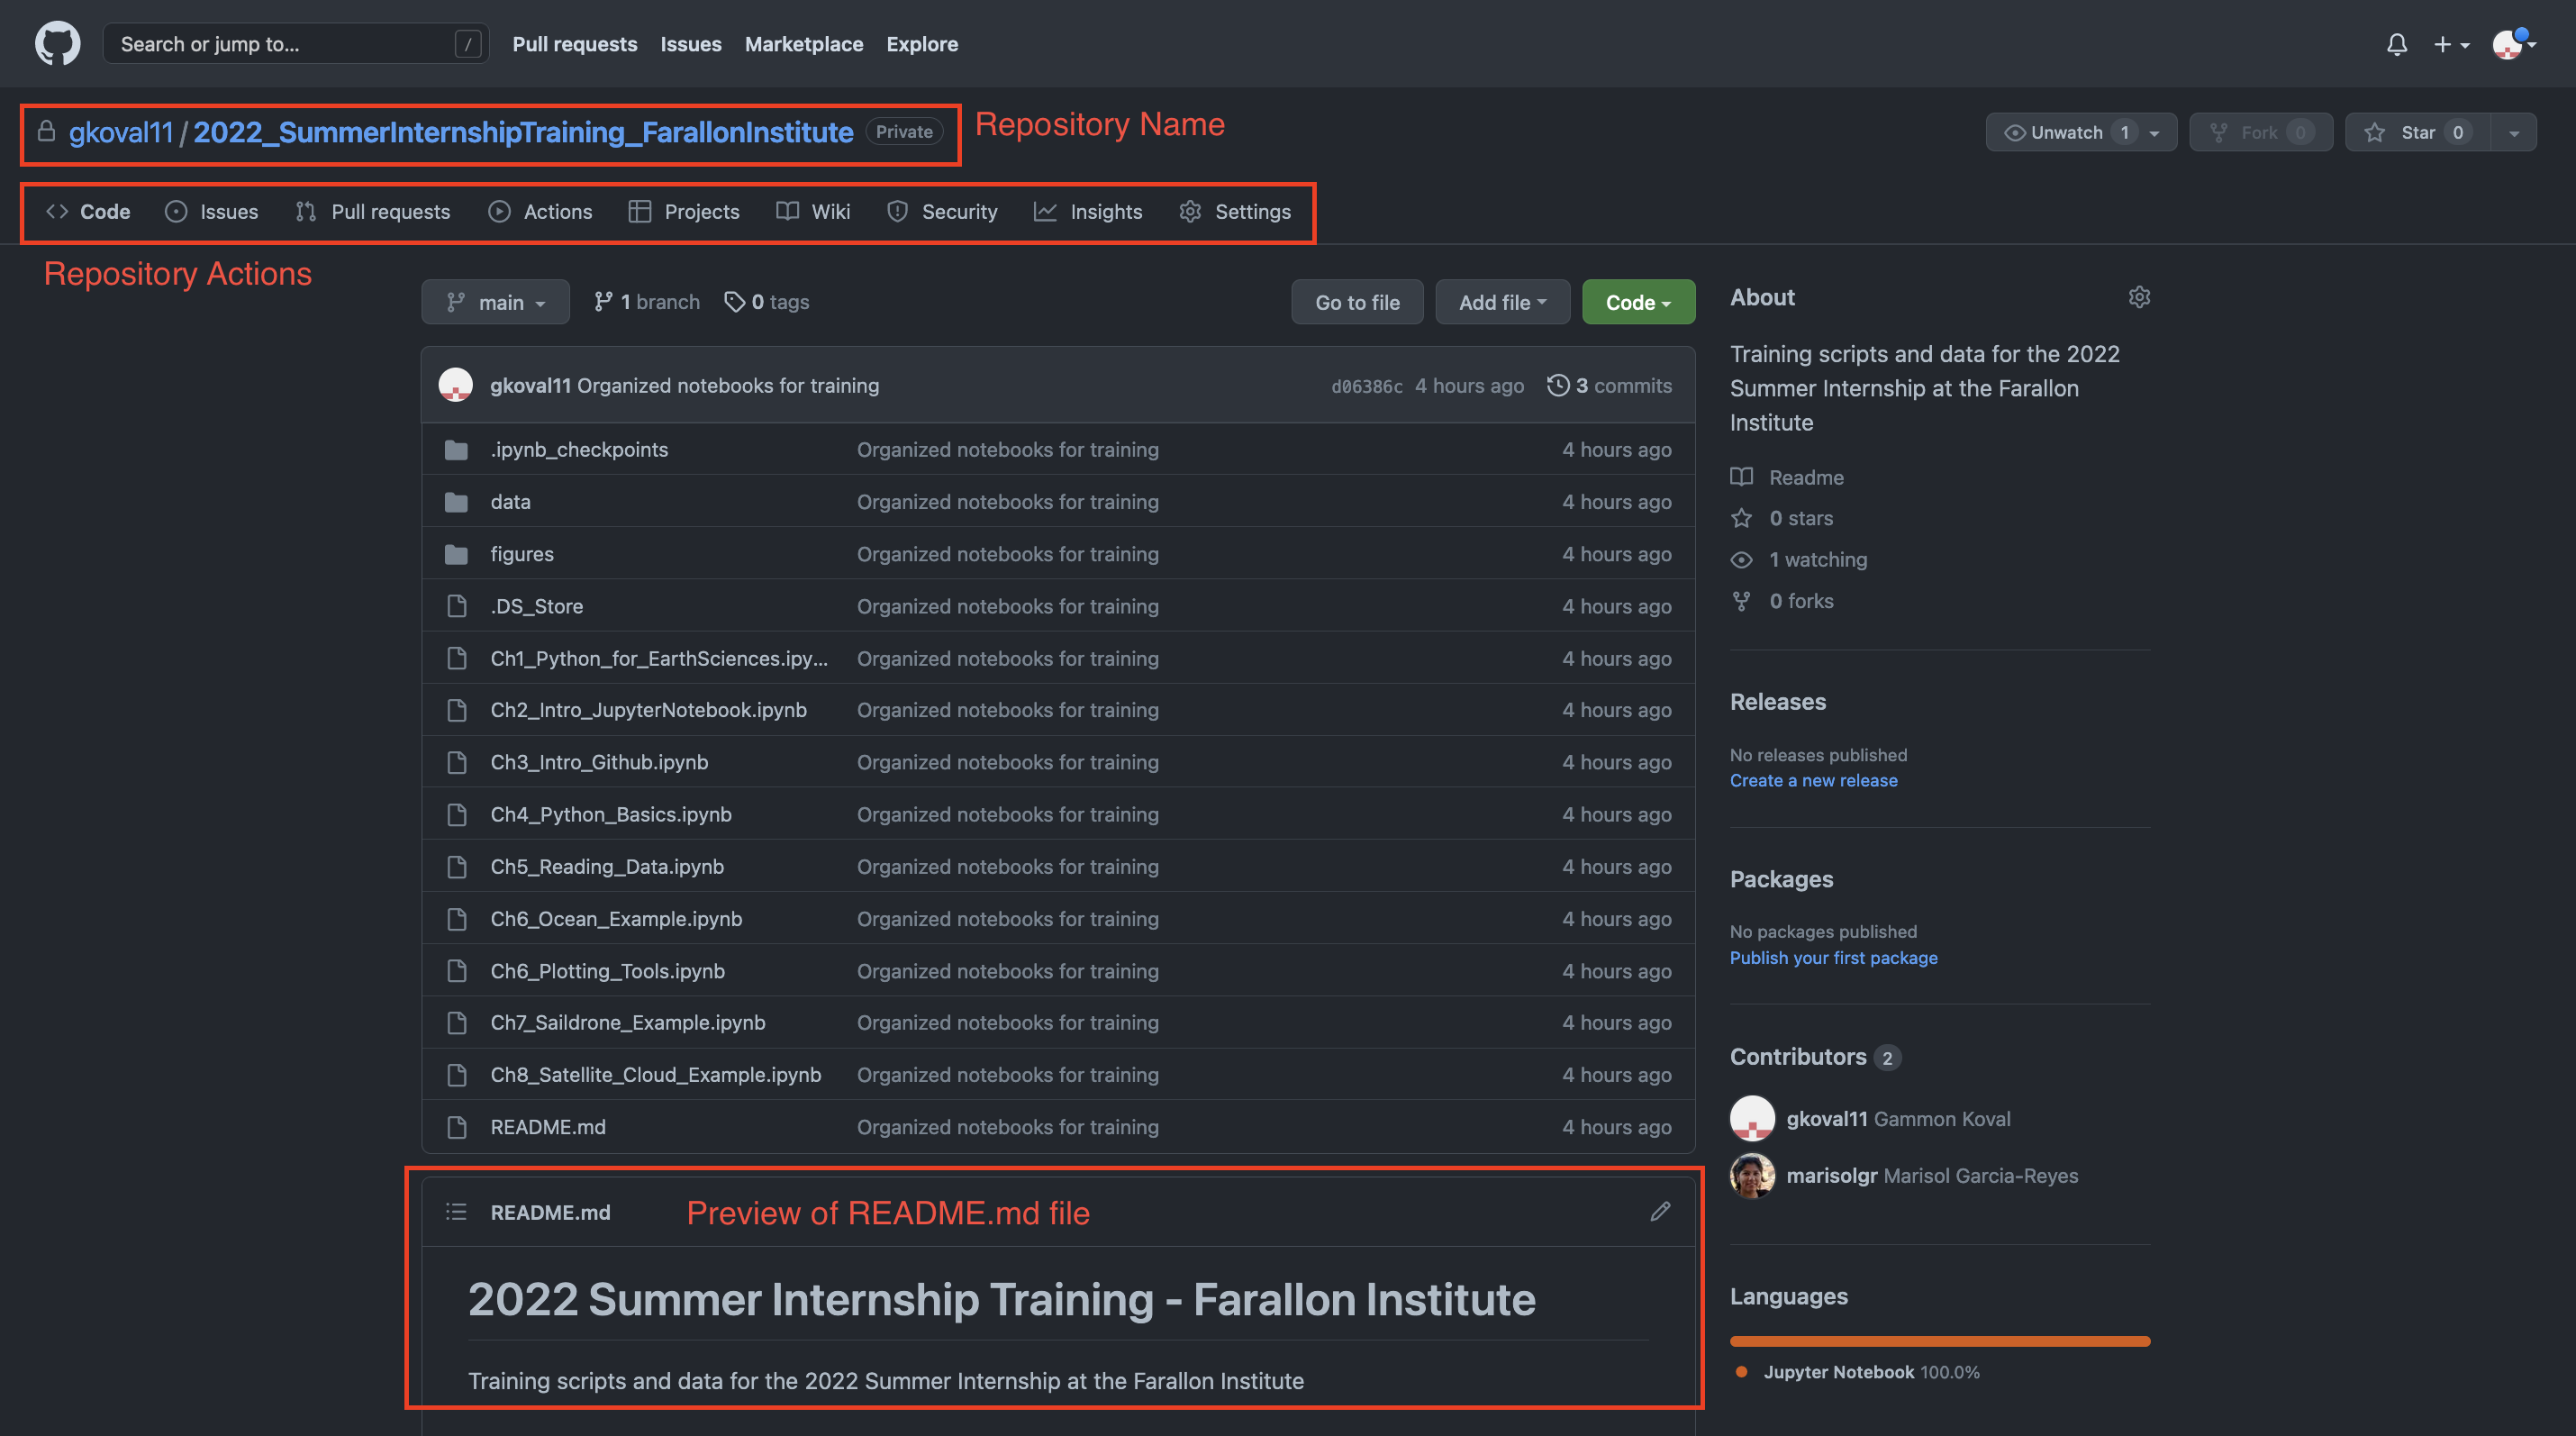 Search or jump to... /
Pull requests Issues Marketplace Explore
gkoval11 / 2022_SummerInternshipTraining_FarallonInstitute Private
Repository Name
Unwatch 1 Fork 0 Star 0
Code Issues Pull requests Actions Projects Wiki Security Insights Settings
Repository Actions
main 1 branch 0 tags
Go to file Add file Code
gkoval11 Organized notebooks for training d06386c 4 hours ago 3 commits
.ipynb_checkpoints Organized notebooks for training 4 hours ago
data Organized notebooks for training 4 hours ago
figures Organized notebooks for training 4 hours ago
.DS_Store Organized notebooks for training 4 hours ago
Ch1_Python_for_EarthSciences.ipy... Organized notebooks for training 4 hours ago
Ch2_Intro_JupyterNotebook.ipynb Organized notebooks for training 4 hours ago
Ch3_Intro_Github.ipynb Organized notebooks for training 4 hours ago
Ch4_Python_Basics.ipynb Organized notebooks for training 4 hours ago
Ch5_Reading_Data.ipynb Organized notebooks for training 4 hours ago
Ch6_Ocean_Example.ipynb Organized notebooks for training 4 hours ago
Ch6_Plotting_Tools.ipynb Organized notebooks for training 4 hours ago
Ch7_Saildrone_Example.ipynb Organized notebooks for training 4 hours ago
Ch8_Satellite_Cloud_Example.ipynb Organized notebooks for training 4 hours ago
README.md Organized notebooks for training 4 hours ago
README.md
Preview of README.md file
2022 Summer Internship Training - Farallon Institute
Training scripts and data for the 2022 Summer Internship at the Farallon Institute
About
Training scripts and data for the 2022
Summer Internship at the Farallon
Institute
Readme
0 stars
1 watching
0 forks
Releases
No releases published
Create a new release
Packages
No packages published
Publish your first package
Contributors 2
gkoval11 Gammon Koval
marisolgr Marisol Garcia-Reyes
Languages
Jupyter Notebook 100.0%